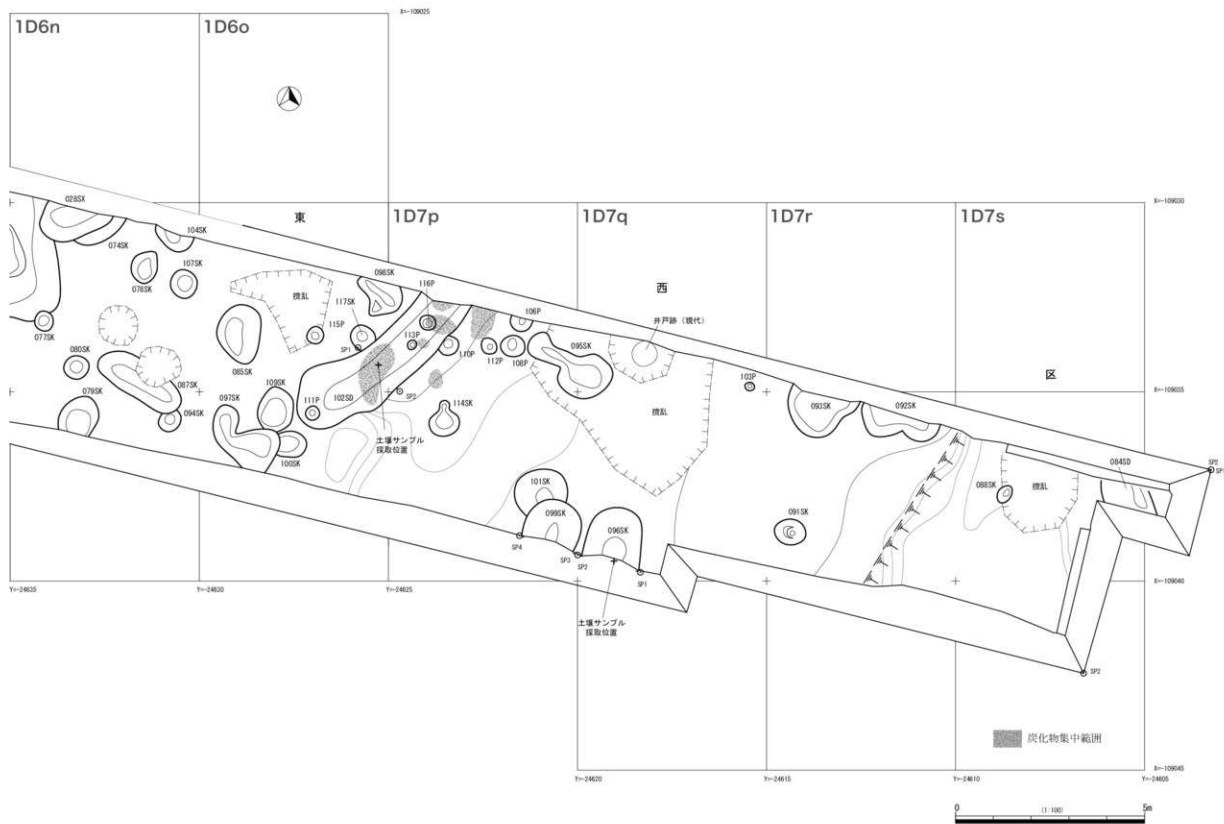 X=-109025
1D6n
1D6o
028SX
東
1D7p
1D7q
1D7r
1D7s
X=-109030
104SK
074SK
107SK
078SK
098SK
116P
西
撹乱
117SK
106P
井戸跡（現代）
077SK
115P
113P
SP1
110P
112P
108P
095SK
080SK
085SK
103P
区
X=-109035
079SK
087SK
109SK
097SK
102SD
SP2
111P
撹乱
094SK
114SK
093SK
092SK
100SK
土壌サンプル
採取位置
084SD
SP2
SP1
101SK
088SK
撹乱
099SK
096SK
091SK
SP4
SP3
SP2
SP1
X=-109040
Y=-24635
Y=-24630
Y=-24625
土壌サンプル
採取位置
SP2
炭化物集中範囲
X=-109045
Y=-24620
Y=-24615
Y=-24610
Y=-24605
0
(1:100)
5m